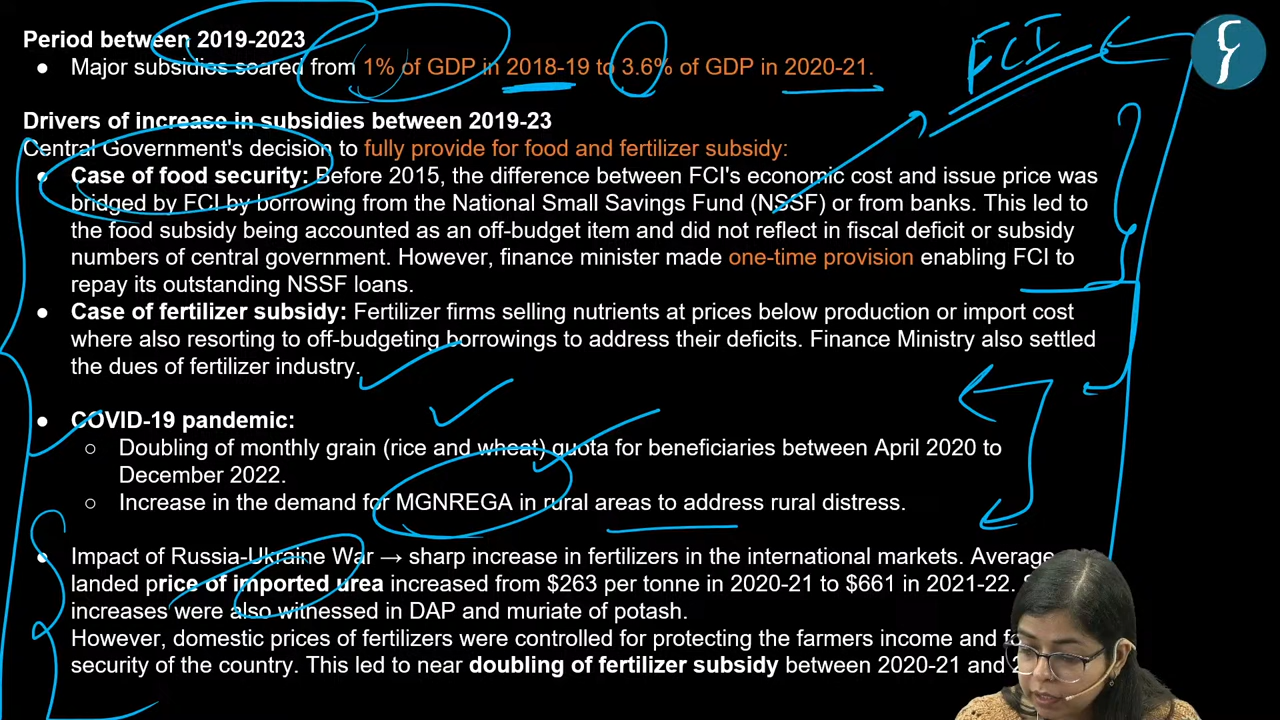 Period between 2019-2023
● Major subsidies soared from 1% of GDP in 2018-19 to 3.6% of GDP in 2020-21.
FCI
Drivers of increase in subsidies between 2019-23
Central Government's decision to fully provide for food and fertilizer subsidy:
● Case of food security: Before 2015, the difference between FCI's economic cost and issue price was
bridged by FCI by borrowing from the National Small Savings Fund (NSSF) or from banks. This led to
the food subsidy being accounted as an off-budget item and did not reflect in fiscal deficit or subsidy
numbers of central government. However, finance minister made one-time provision enabling FCI to
repay its outstanding NSSF loans.
● Case of fertilizer subsidy: Fertilizer firms selling nutrients at prices below production or import cost
where also resorting to off-budgeting borrowings to address their deficits. Finance Ministry also settled
the dues of fertilizer industry.
● COVID-19 pandemic:
○ Doubling of monthly grain (rice and wheat) quota for beneficiaries between April 2020 to
December 2022.
○ Increase in the demand for MGNREGA in rural areas to address rural distress.
● Impact of Russia-Ukraine War → sharp increase in fertilizers in the international markets. Average
landed price of imported urea increased from $263 per tonne in 2020-21 to $661 in 2021-22.
increases were also witnessed in DAP and muriate of potash.
However, domestic prices of fertilizers were controlled for protecting the farmers income and
security of the country. This led to near doubling of fertilizer subsidy between 2020-21 and